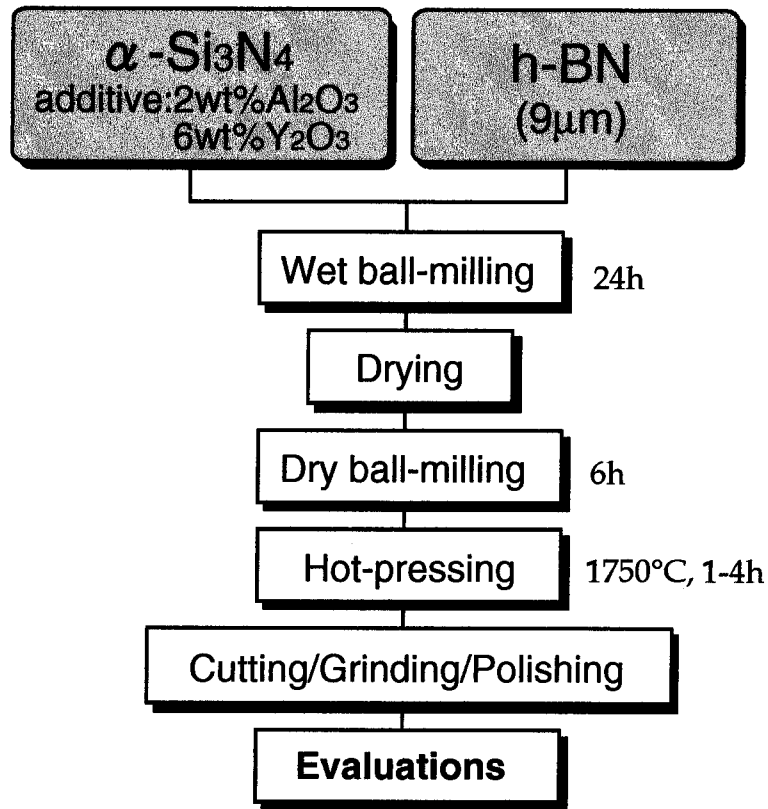 α-Si3N4
additive:2wt%Al2O3
6wt%Y2O3
h-BN
(9μm)
Wet ball-milling 24h
Drying
Dry ball-milling 6h
Hot-pressing 1750°C, 1-4h
Cutting/Grinding/Polishing
Evaluations